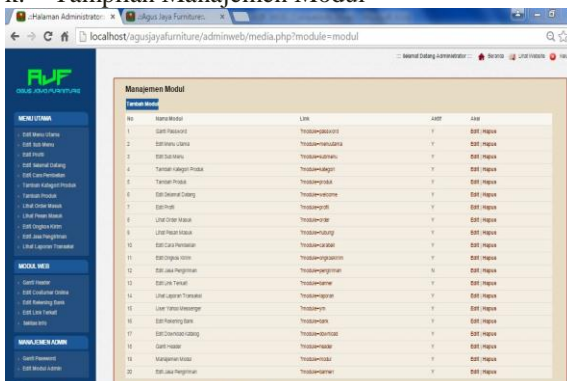 Tampilan Manajemen Modul
.::Halaman Administrator:
.::Agus Jaya Furniture::.
localhost/agusjayafurniture/adminweb/media.php?module=modul
.:: Selamat Datang Administrator ::.
Beranda
Lihat Website
AJF
MENU UTAMA
Edit Menu Utama
Edit Sub Menu
Edit Profil
Edit Selamat Datang
Edit Cara Pembelian
Tambah Kategori Produk
Tambah Produk
Lihat Order Masuk
Lihat Pesan Masuk
Edit Ongkos Kirim
Edit Jasa Pengiriman
Lihat Laporan Transaksi
MODUL WEB
Ganti Header
Edit Costumer Online
Edit Rekening Bank
Edit Link Terkait
Sekilas Info
MANAJEMEN ADMIN
Ganti Password
Edit Modul Admin
Manajemen Modul
Tambah Modul
No Nama Modul Link Aktif Aksi
1 Ganti Password ?module=password Y Edit | Hapus
2 Edit Menu Utama ?module=menuutama Y Edit | Hapus
3 Edit Sub Menu ?module=submenu Y Edit | Hapus
4 Tambah Kategori Produk ?module=kategori Y Edit | Hapus
5 Tambah Produk ?module=produk Y Edit | Hapus
6 Edit Selamat Datang ?module=welcome Y Edit | Hapus
7 Edit Profil ?module=profil Y Edit | Hapus
8 Lihat Order Masuk ?module=order Y Edit | Hapus
9 Lihat Pesan Masuk ?module=hubungi Y Edit | Hapus
10 Edit Cara Pembelian ?module=carabeli Y Edit | Hapus
11 Edit Ongkos Kirim ?module=ongkoskirim Y Edit | Hapus
12 Edit Jasa Pengiriman ?module=pengiriman N Edit | Hapus
13 Edit Link Terkait ?module=banner Y Edit | Hapus
14 Lihat Laporan Transaksi ?module=laporan Y Edit | Hapus
15 User Yahoo Messenger ?module=ym Y Edit | Hapus
16 Edit Rekening Bank ?module=bank Y Edit | Hapus
17 Edit Download Katalog ?module=download Y Edit | Hapus
18 Ganti Header ?module=header Y Edit | Hapus
19 Manajemen Modul ?module=modul Y Edit | Hapus
20 Edit Jasa Pengiriman Y Edit | Hapus